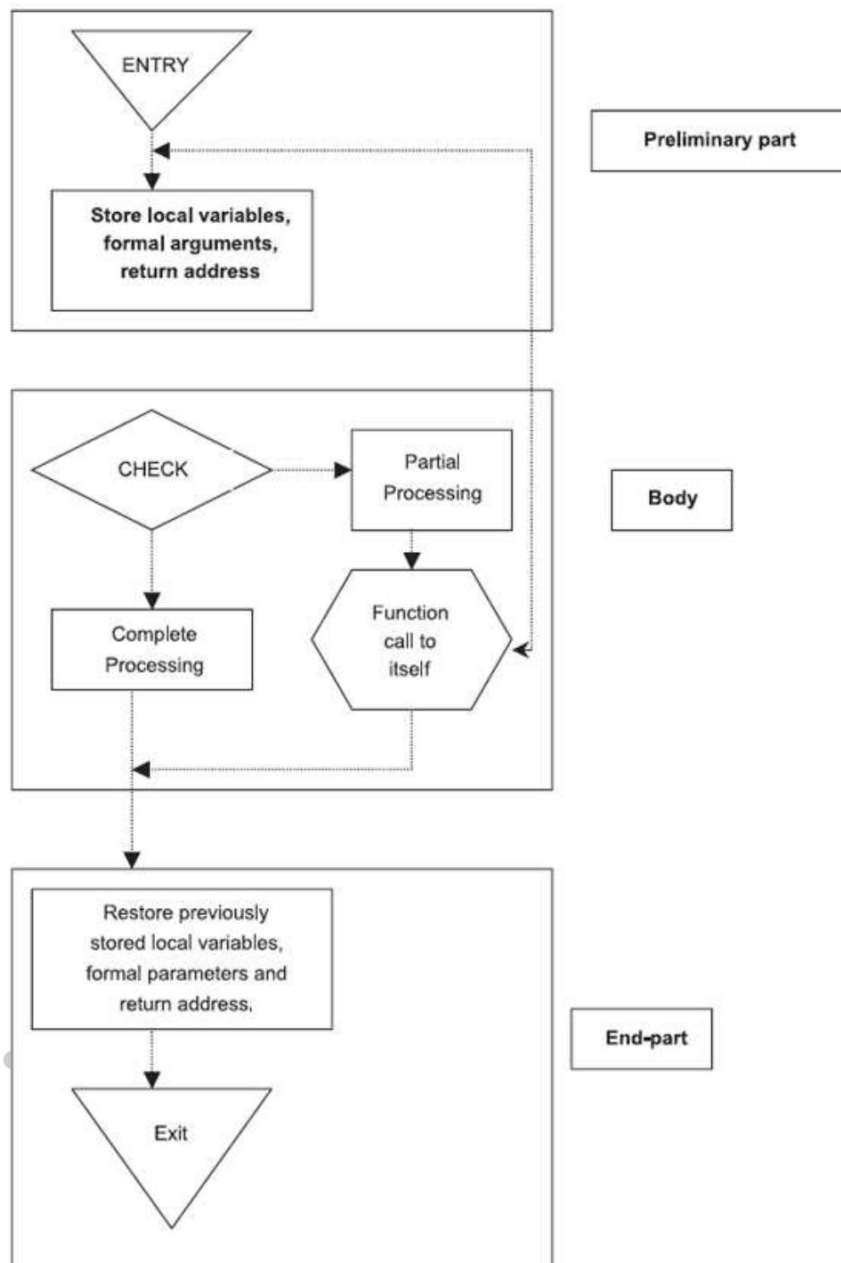 ENTRY
Preliminary part
Store local variables,
formal arguments,
return address
CHECK
Partial
Processing
Body
Complete
Processing
Function
call to
itself
Restore previously
stored local variables,
formal parameters and
return address.
End-part
Exit